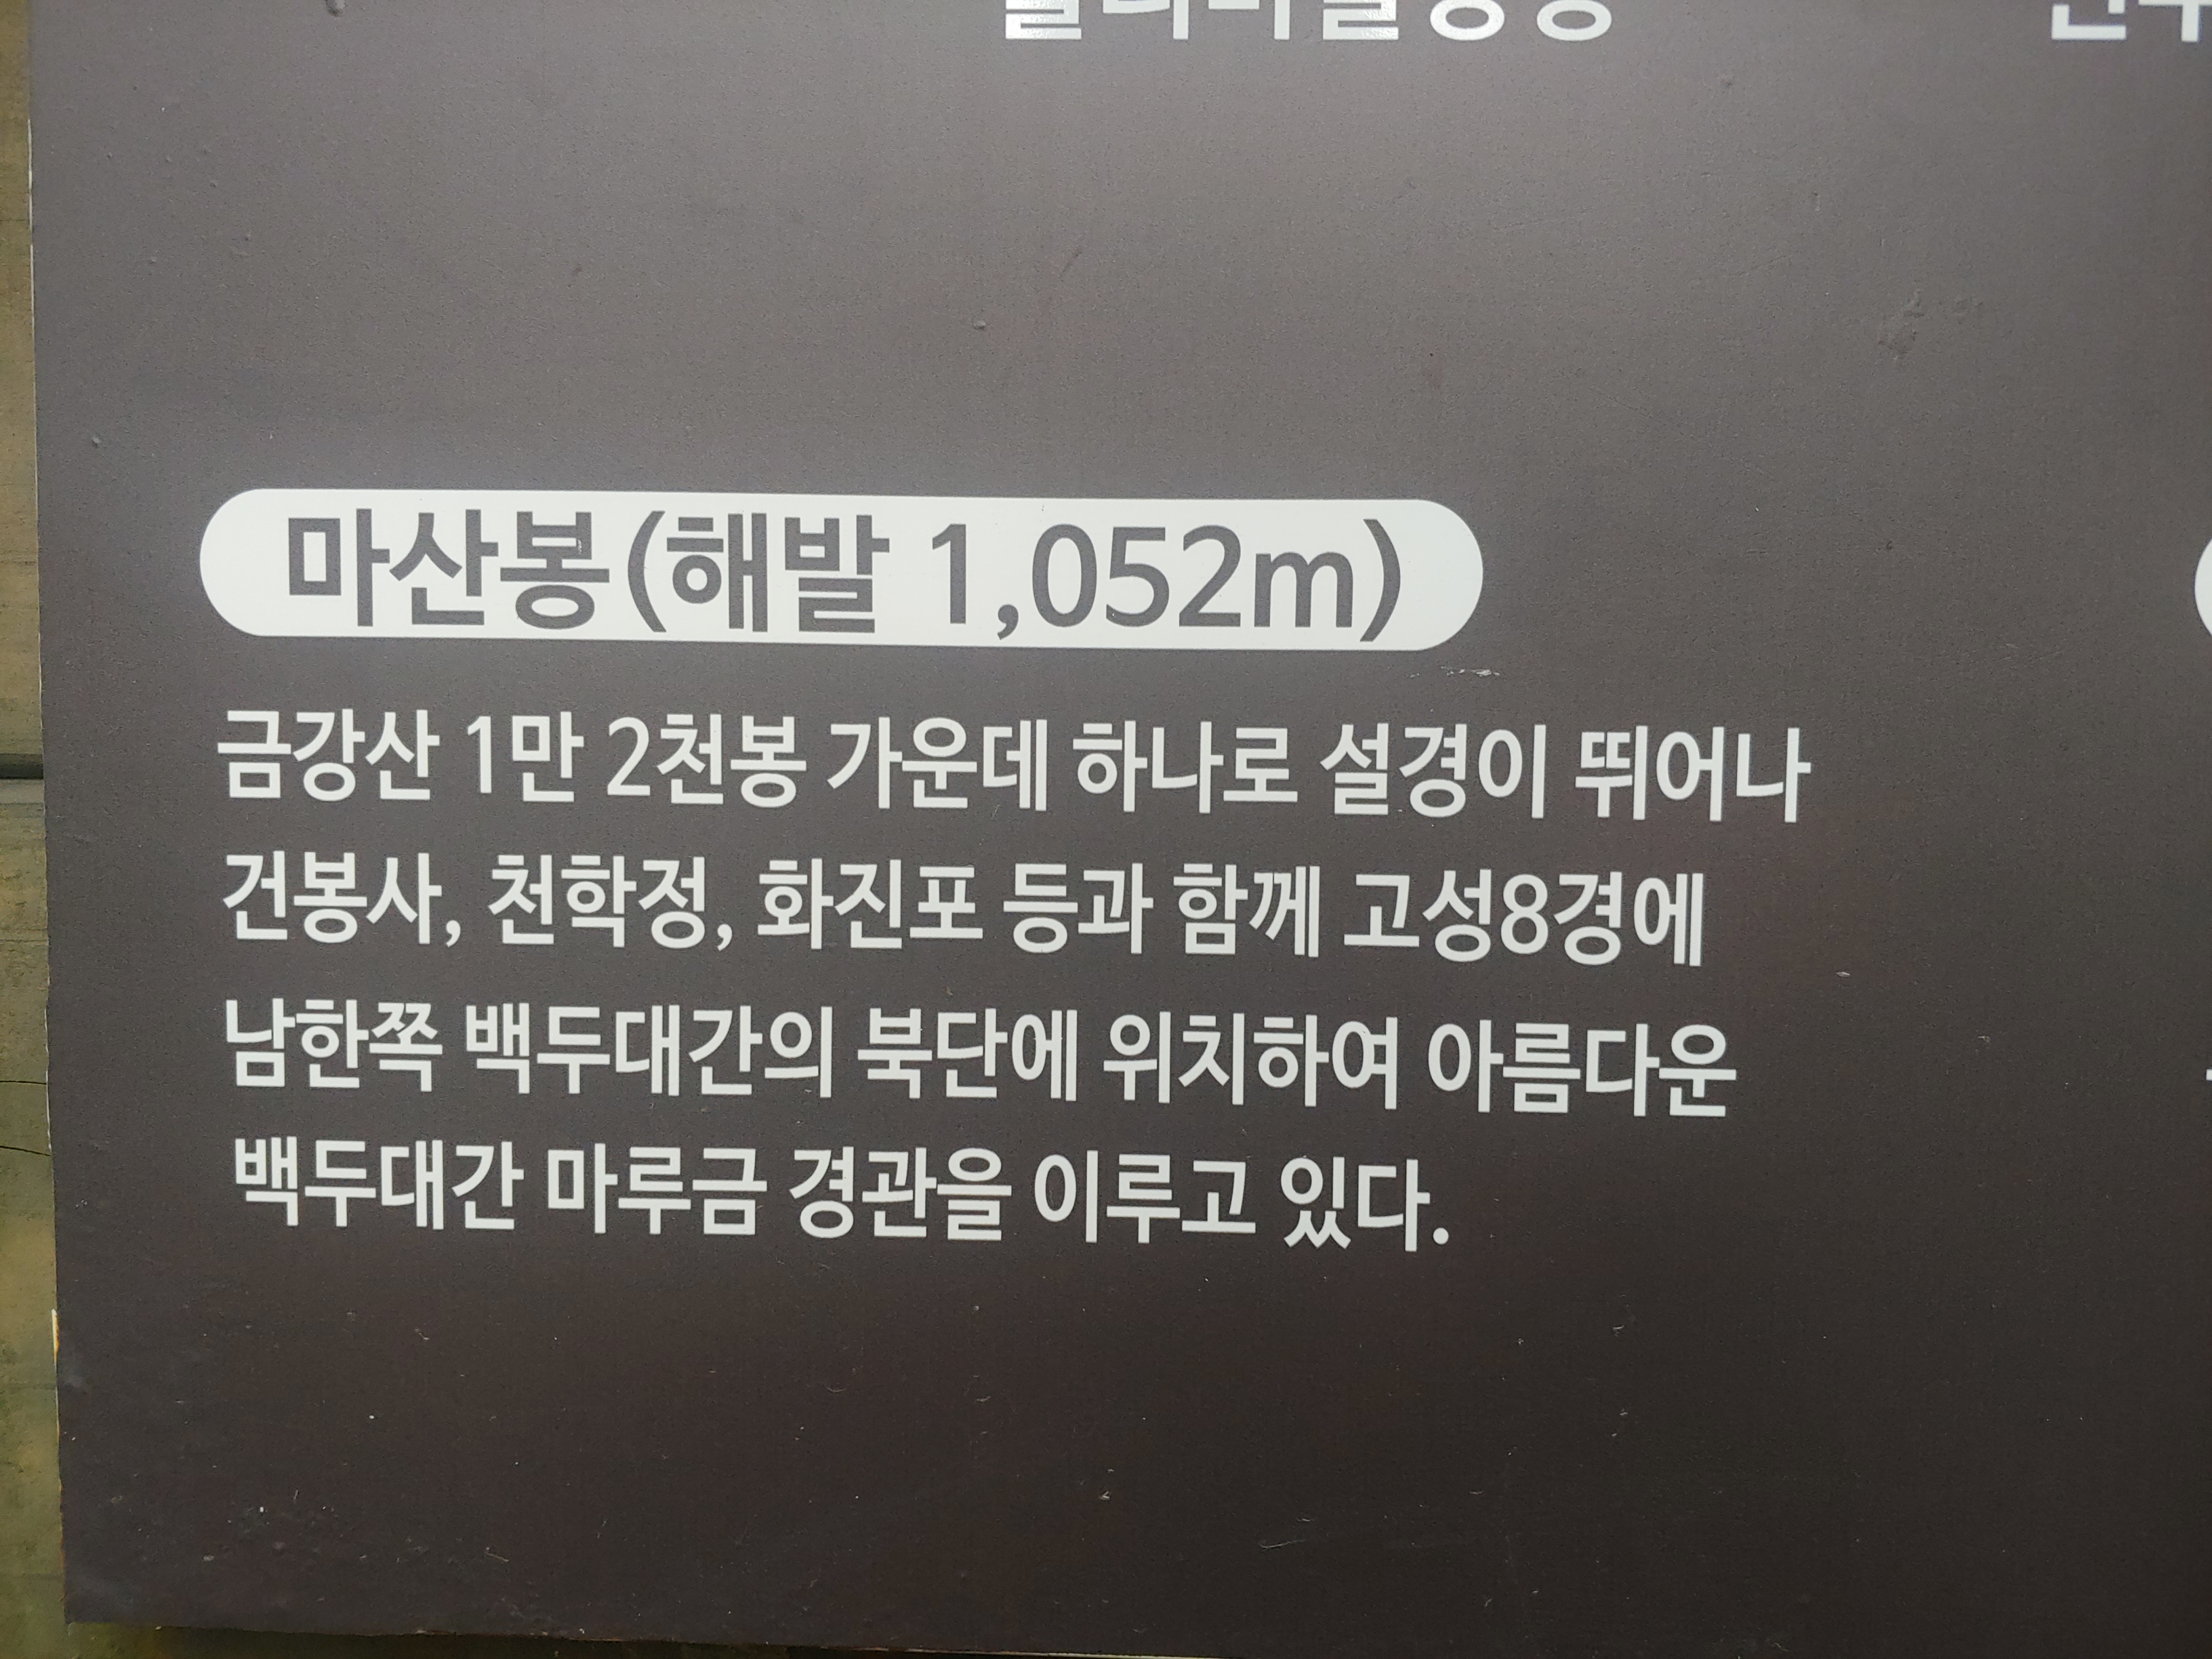 마산봉(해발 1,052m)
금강산 1만 2천봉 가운데 하나로 설경이 뛰어나
건봉사, 천학정, 화진포 등과 함께 고성8경에
남한쪽 백두대간의 북단에 위치하여 아름다운
백두대간 마루금 경관을 이루고 있다.